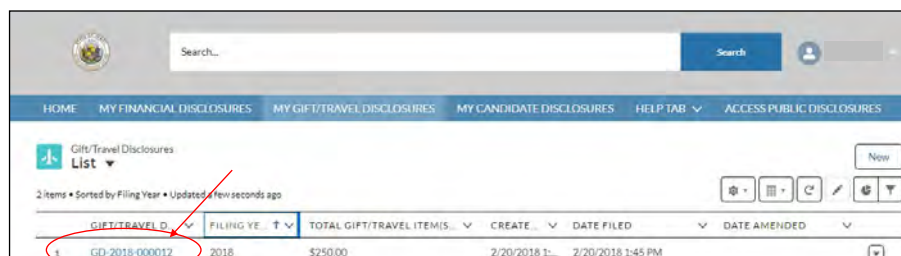 Search...
Search
HOME MY FINANCIAL DISCLOSURES MY GIFT/TRAVEL DISCLOSURES MY CANDIDATE DISCLOSURES HELP TAB ACCESS PUBLIC DISCLOSURES
Gift/Travel Disclosures
List
New
2 items • Sorted by Filing Year • Updated a few seconds ago
GIFT/TRAVEL D... FILING YE... TOTAL GIFT/TRAVEL ITEM(S... CREATE... DATE FILED DATE AMENDED
1 GD-2018-000012 2018 $250.00 2/20/2018 1:... 2/20/2018 1:45 PM